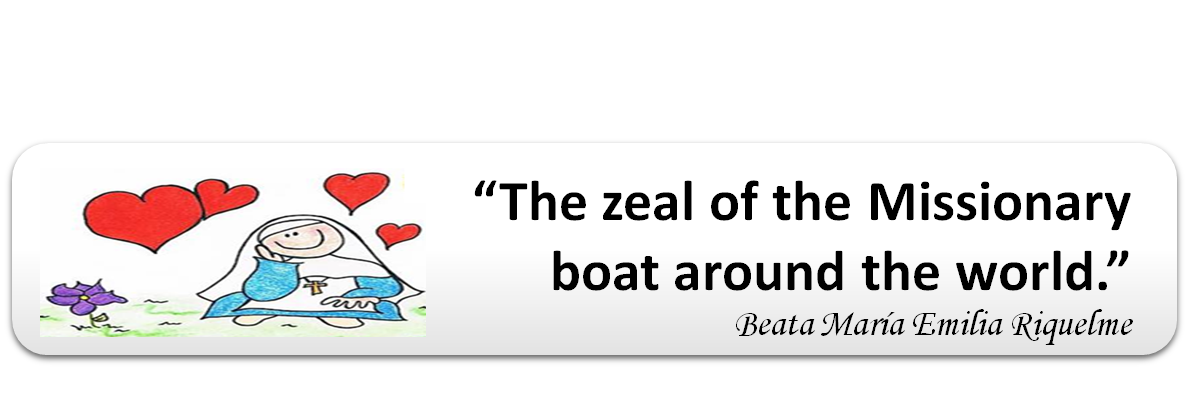 “The zeal of the Missionary
boat around the world.”
Beata María Emilia Riquelme